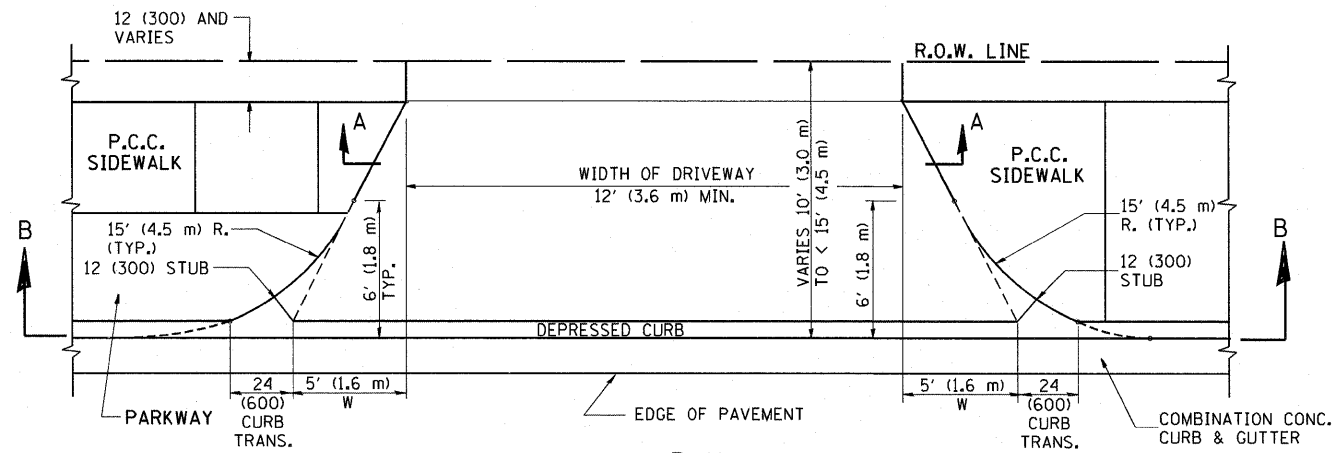 12 (300) AND
VARIES
R.O.W. LINE
A
A
P.C.C.
SIDEWALK
P.C.C.
SIDEWALK
WIDTH OF DRIVEWAY
12' (3.6 m) MIN.
VARIES 10' (3.0 m)
TO < 15' (4.5 m)
B
B
15' (4.5 m) R.
(TYP.)
12 (300) STUB
6' (1.8 m)
TYP.
6' (1.8 m)
15' (4.5 m)
R. (TYP.)
12 (300)
STUB
DEPRESSED CURB
24
(600)
CURB
TRANS.
5' (1.6 m)
W
5' (1.6 m)
W
24
(600)
CURB
TRANS.
PARKWAY
EDGE OF PAVEMENT
COMBINATION CONC.
CURB & GUTTER